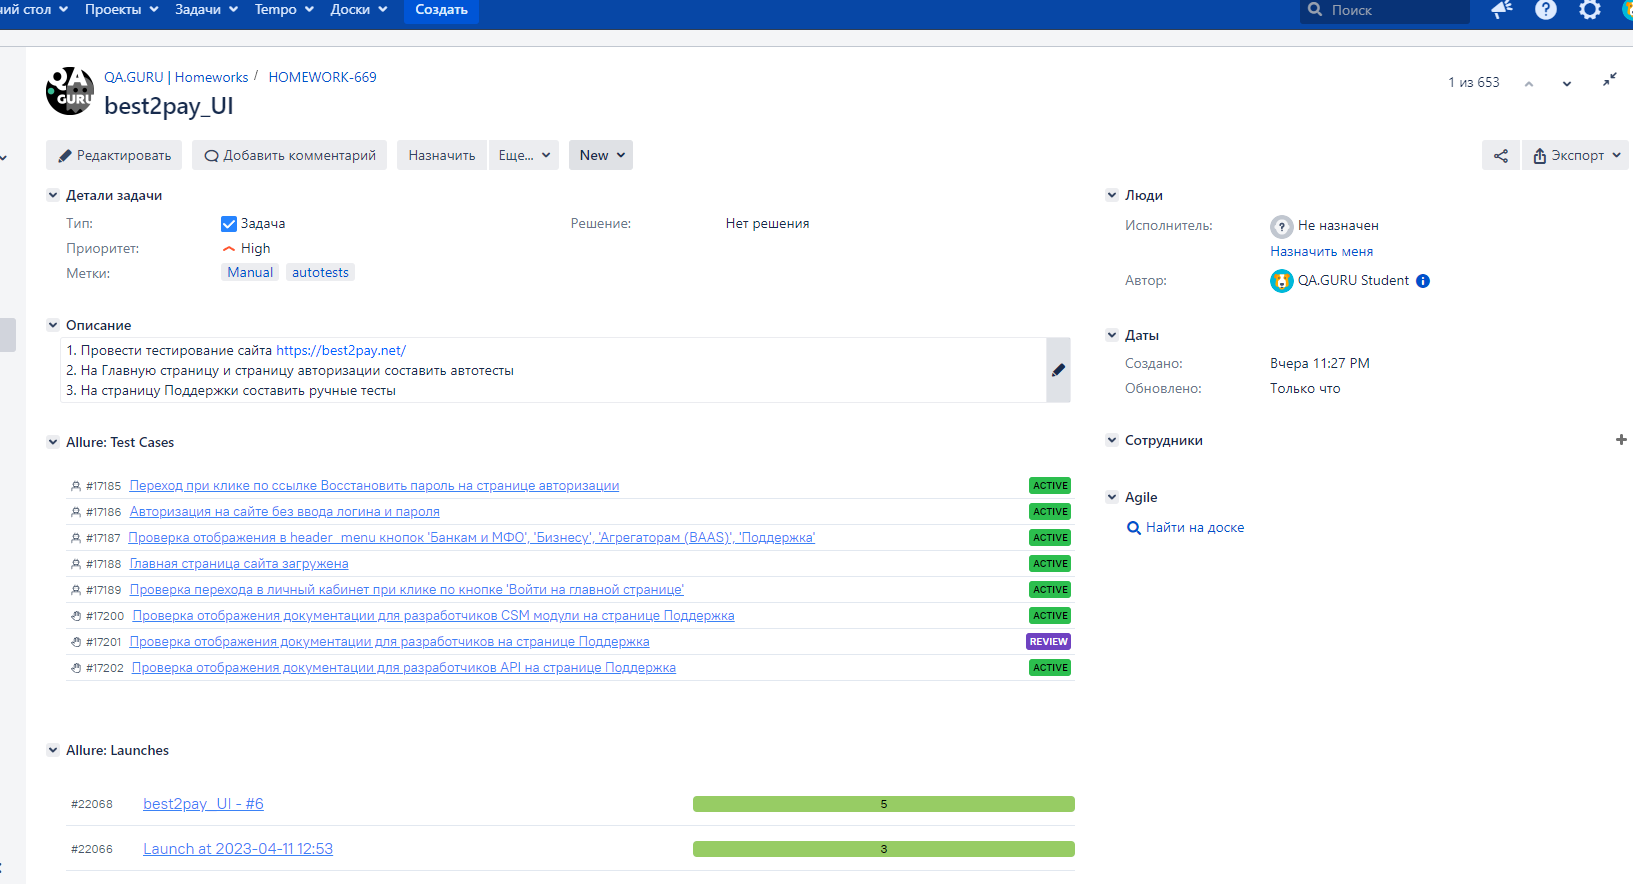 чий стол Проекты Задачи Tempo Доски Создать Поиск
QA.GURU | Homeworks / HOMEWORK-669
best2pay_UI
QA GURU
1 из 653
Редактировать Добавить комментарий Назначить Еще... New Экспорт
Детали задачи
Тип: Задача Решение: Нет решения
Приоритет: High
Метки: Manual autotests
Описание
1. Провести тестирование сайта https://best2pay.net/
2. На Главную страницу и страницу авторизации составить автотесты
3. На страницу Поддержки составить ручные тесты
Allure: Test Cases
#17185 Переход при клике по ссылке Восстановить пароль на странице авторизации ACTIVE
#17186 Авторизация на сайте без ввода логина и пароля ACTIVE
#17187 Проверка отображения в header_menu кнопок 'Банкам и МФО', 'Бизнесу', 'Агрегаторам (BAAS)', 'Поддержка' ACTIVE
#17188 Главная страница сайта загружена ACTIVE
#17189 Проверка перехода в личный кабинет при клике по кнопке 'Войти на главной странице' ACTIVE
#17200 Проверка отображения документации для разработчиков CSM модули на странице Поддержка ACTIVE
#17201 Проверка отображения документации для разработчиков на странице Поддержка REVIEW
#17202 Проверка отображения документации для разработчиков API на странице Поддержка ACTIVE
Allure: Launches
#22068 best2pay_UI - #6 5
#22066 Launch at 2023-04-11 12:53 3
Люди
Исполнитель: Не назначен
Назначить меня
Автор: QA.GURU Student
Даты
Создано: Вчера 11:27 PM
Обновлено: Только что
Сотрудники
Agile
Найти на доске